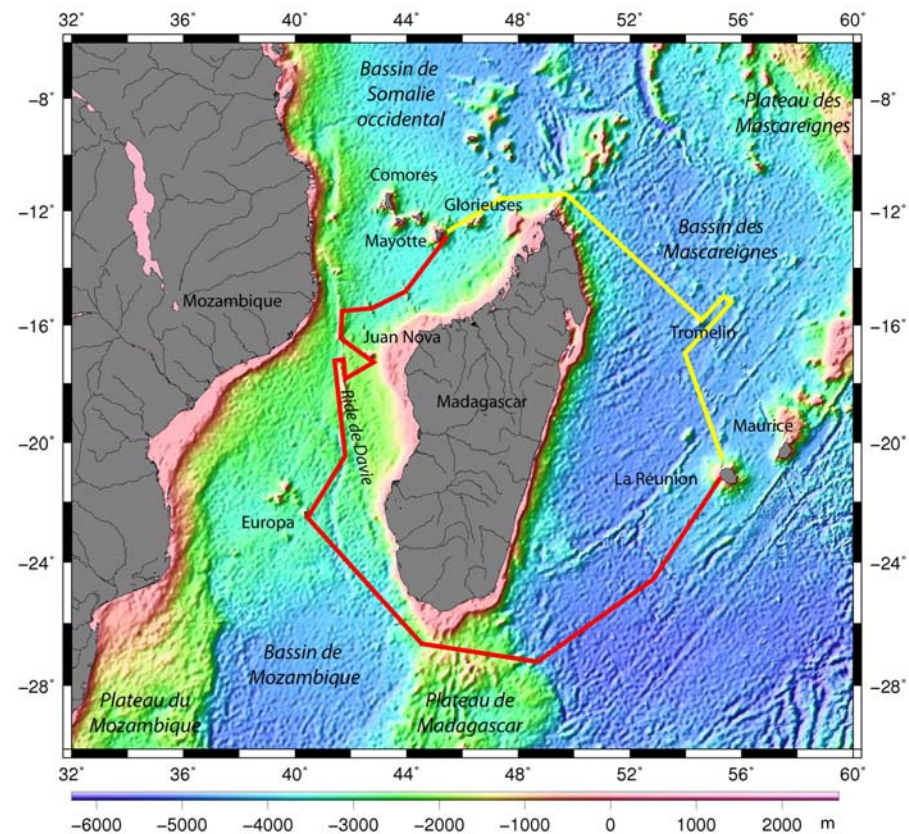 32° 36° 40° 44° 48° 52° 56° 60°
−8°
−12°
−16°
−20°
−24°
−28°
Bassin de
Somalie
occidental
Plateau des
Mascareignes
Comores
Glorieuses
Mayotte
Bassin des
Mascareignes
Mozambique
Juan Nova
Tromelin
Ride de Davie
Madagascar
Maurice
La Réunion
Europa
Bassin de
Mozambique
Plateau du
Mozambique
Plateau de
Madagascar
−8°
−12°
−16°
−20°
−24°
−28°
32° 36° 40° 44° 48° 52° 56° 60°
−6000 −5000 −4000 −3000 −2000 −1000 0 1000 2000 m